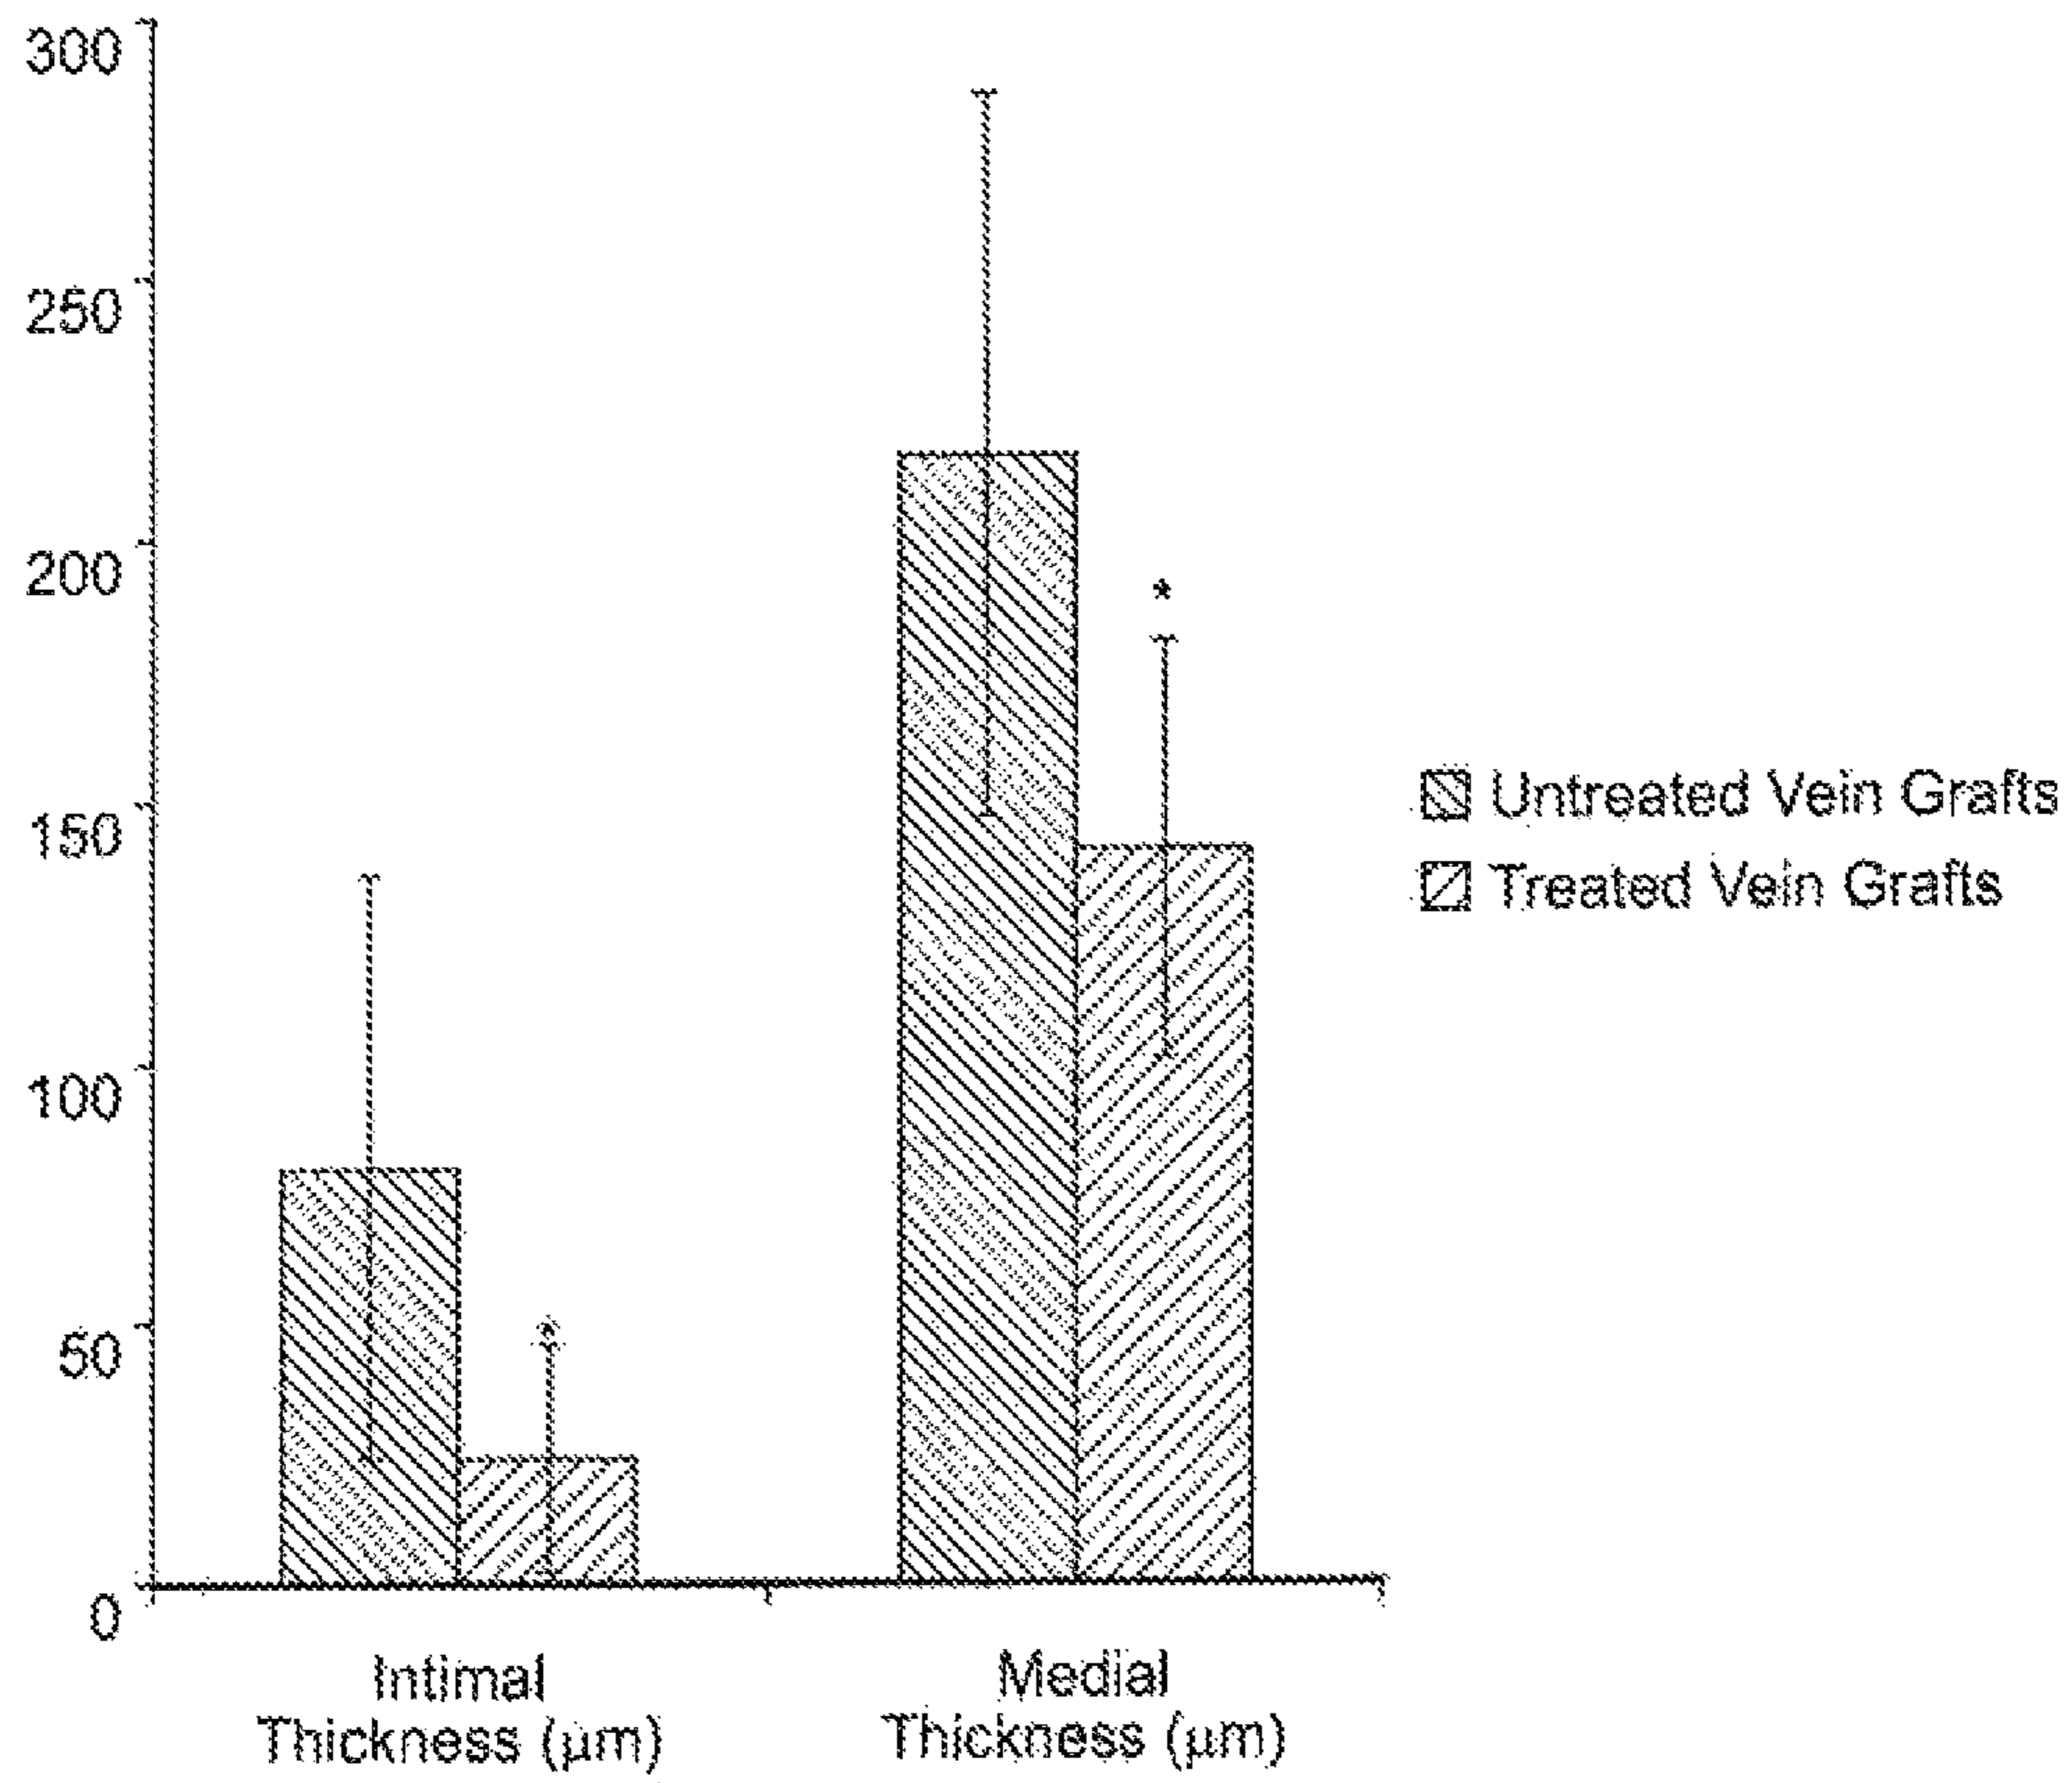 300
250
200
150
100
50
0
*
*
Untreated Vein Grafts
Treated Vein Grafts
Intimal
Thickness (μm)
Medial
Thickness (μm)